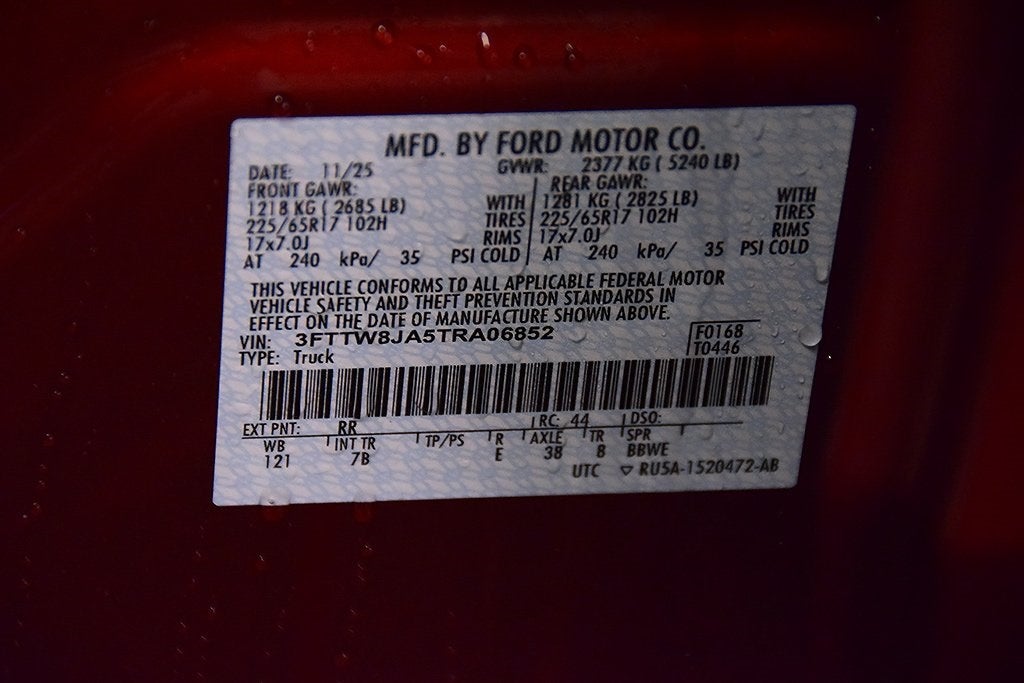 MFD. BY FORD MOTOR CO.
DATE: 11/25 GVWR: 2377 KG ( 5240 LB)
FRONT GAWR: REAR GAWR:
1218 KG ( 2685 LB) WITH 1281 KG ( 2825 LB) WITH
225/65R17 102H TIRES 225/65R17 102H TIRES
17x7.0J RIMS 17x7.0J RIMS
AT 240 kPa/ 35 PSI COLD AT 240 kPa/ 35 PSI COLD
THIS VEHICLE CONFORMS TO ALL APPLICABLE FEDERAL MOTOR
VEHICLE SAFETY AND THEFT PREVENTION STANDARDS IN
EFFECT ON THE DATE OF MANUFACTURE SHOWN ABOVE.
VIN: 3FTTW8JA5TRA06852 F0168
TYPE: Truck T0446
EXT PNT: RR RC: 44 DSO:
WB INT TR TP/PS R AXLE TR SPR
121 7B E 38 8 BBWE
UTC ▽ RU5A-1520472-AB